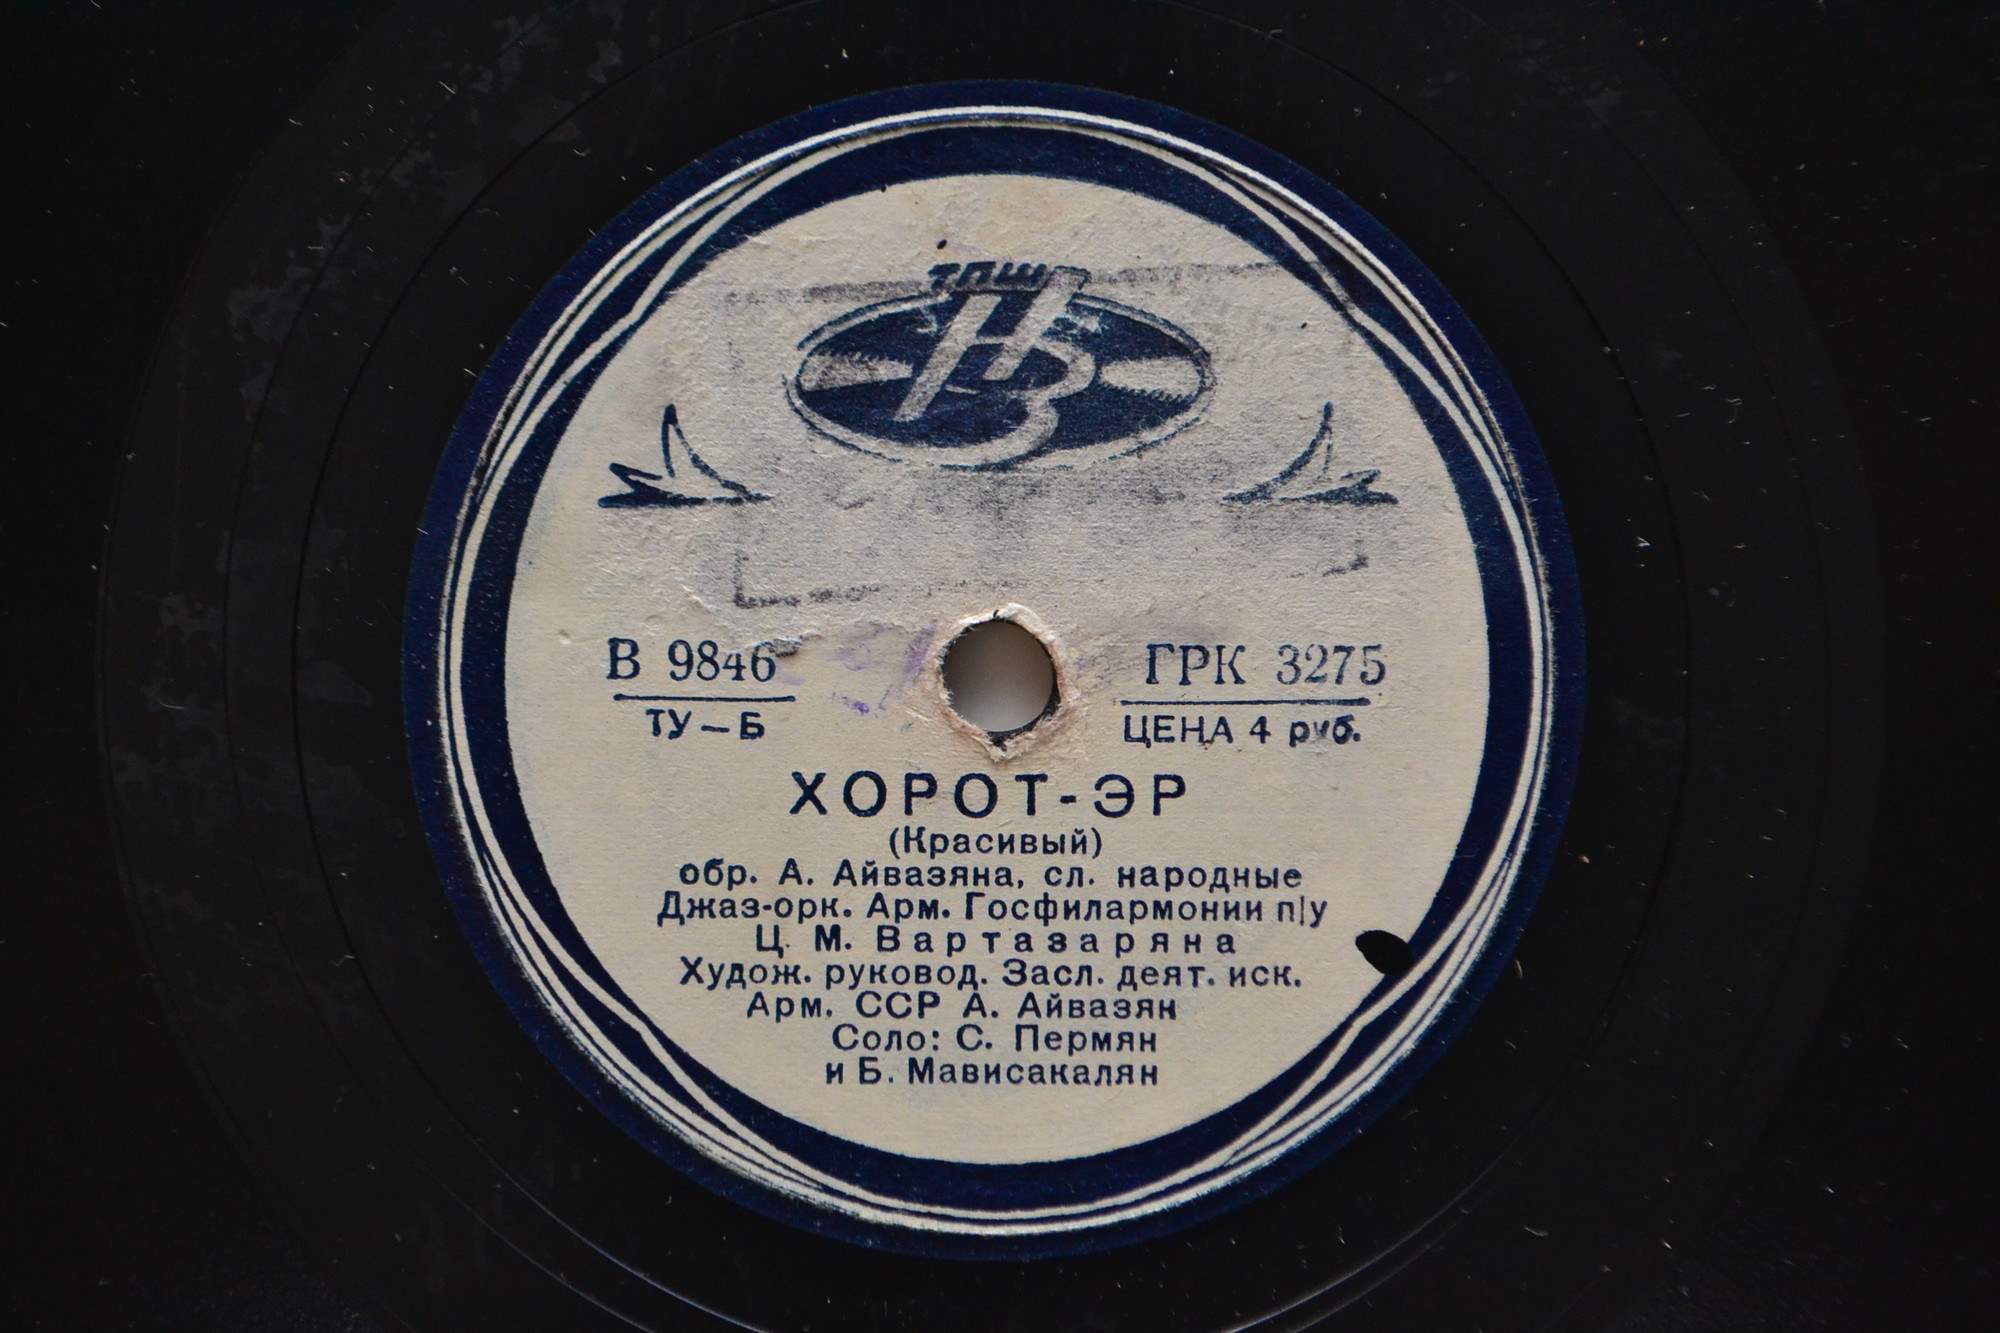 В 9846 ГРК 3275
ТУ—Б ЦЕНА 4 руб.
ХОРОТ-ЭР
(Красивый)
обр. А. Айвазяна, сл. народные
Джаз-орк. Арм. Госфилармонии п|у
Ц. М. Вартазаряна
Худож. руковод. Засл. деят. иск.
Арм. ССР А. Айвазян
Соло: С. Пермян
и Б. Мависакалян